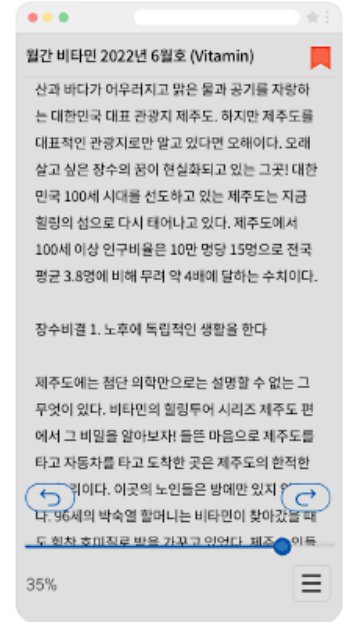 월간 비타민 2022년 6월호 (Vitamin)
산과 바다가 어우러지고 맑은 물과 공기를 자랑하
는 대한민국 대표 관광지 제주도. 하지만 제주도를
대표적인 관광지로만 알고 있다면 오해이다. 오래
살고 싶은 장수의 꿈이 현실화되고 있는 그곳! 대한
민국 100세 시대를 선도하고 있는 제주도는 지금
힐링의 섬으로 다시 태어나고 있다. 제주도에서
100세 이상 인구비율은 10만 명당 15명으로 전국
평균 3.8명에 비해 무려 약 4배에 달하는 수치이다.
장수비결 1. 노후에 독립적인 생활을 한다
제주도에는 첨단 의학만으로는 설명할 수 없는 그
무엇이 있다. 비타민의 힐링투어 시리즈 제주도 편
에서 그 비밀을 알아보자! 들뜬 마음으로 제주도를
타고 자동차를 타고 도착한 곳은 제주도의 한적한
리이다. 이곳의 노인들은 방에만 있지
다. 96세의 박숙열 할머니는 비타민이 찾아갔을 때
도 한창 호미질로 밭을 가꾸고 있었다.
35%